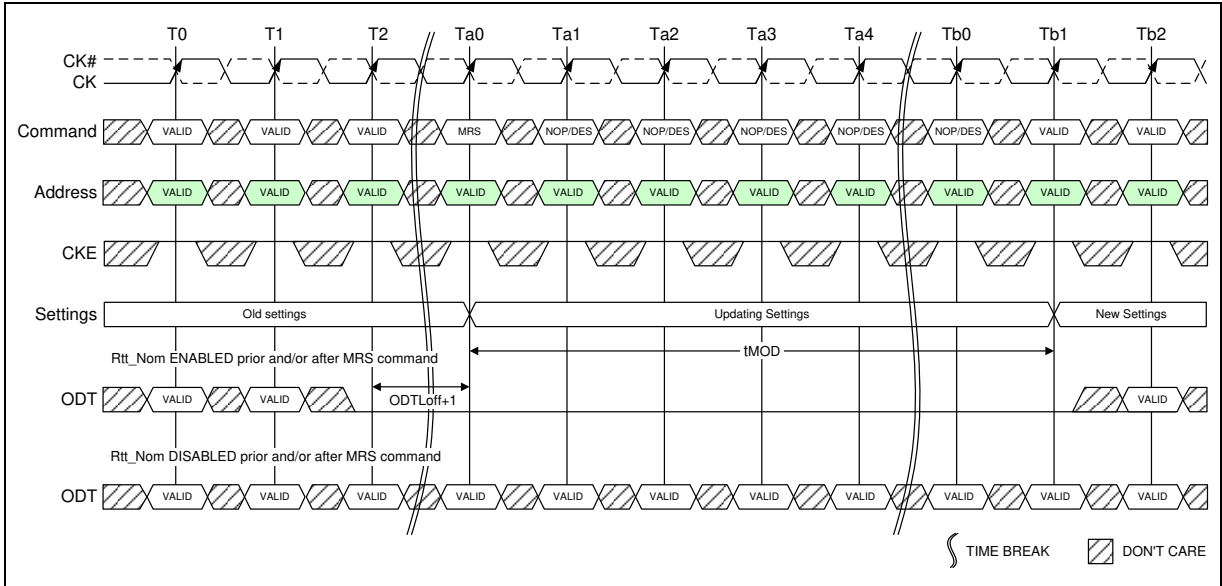 T0 T1 T2 Ta0 Ta1 Ta2 Ta3 Ta4 Tb0 Tb1 Tb2
CK#
CK
Command VALID VALID VALID MRS NOP/DES NOP/DES NOP/DES NOP/DES NOP/DES VALID VALID
Address VALID VALID VALID VALID VALID VALID VALID VALID VALID VALID VALID
CKE
Settings Old settings Updating Settings New Settings
Rtt_Nom ENABLED prior and/or after MRS command tMOD
ODT VALID VALID ODTLoff+1 VALID
Rtt_Nom DISABLED prior and/or after MRS command
ODT VALID VALID VALID VALID VALID VALID VALID VALID VALID VALID VALID
TIME BREAK DON'T CARE